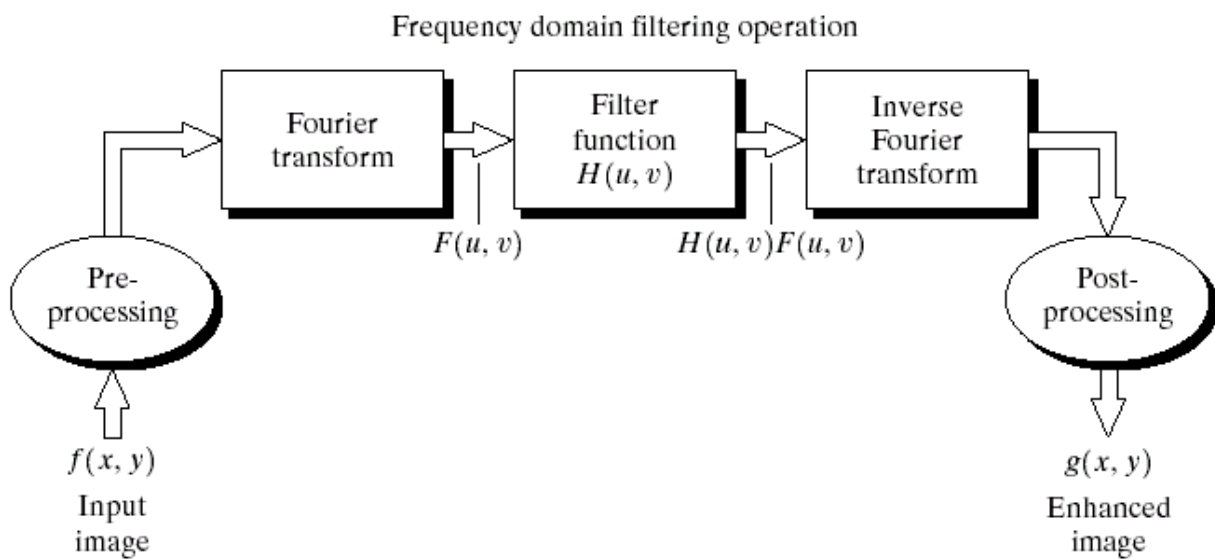 Frequency domain filtering operation
Fourier
transform
Filter
function
H(u, v)
Inverse
Fourier
transform
F(u, v)
H(u, v)F(u, v)
Pre-
processing
Post-
processing
f(x, y)
Input
image
g(x, y)
Enhanced
image